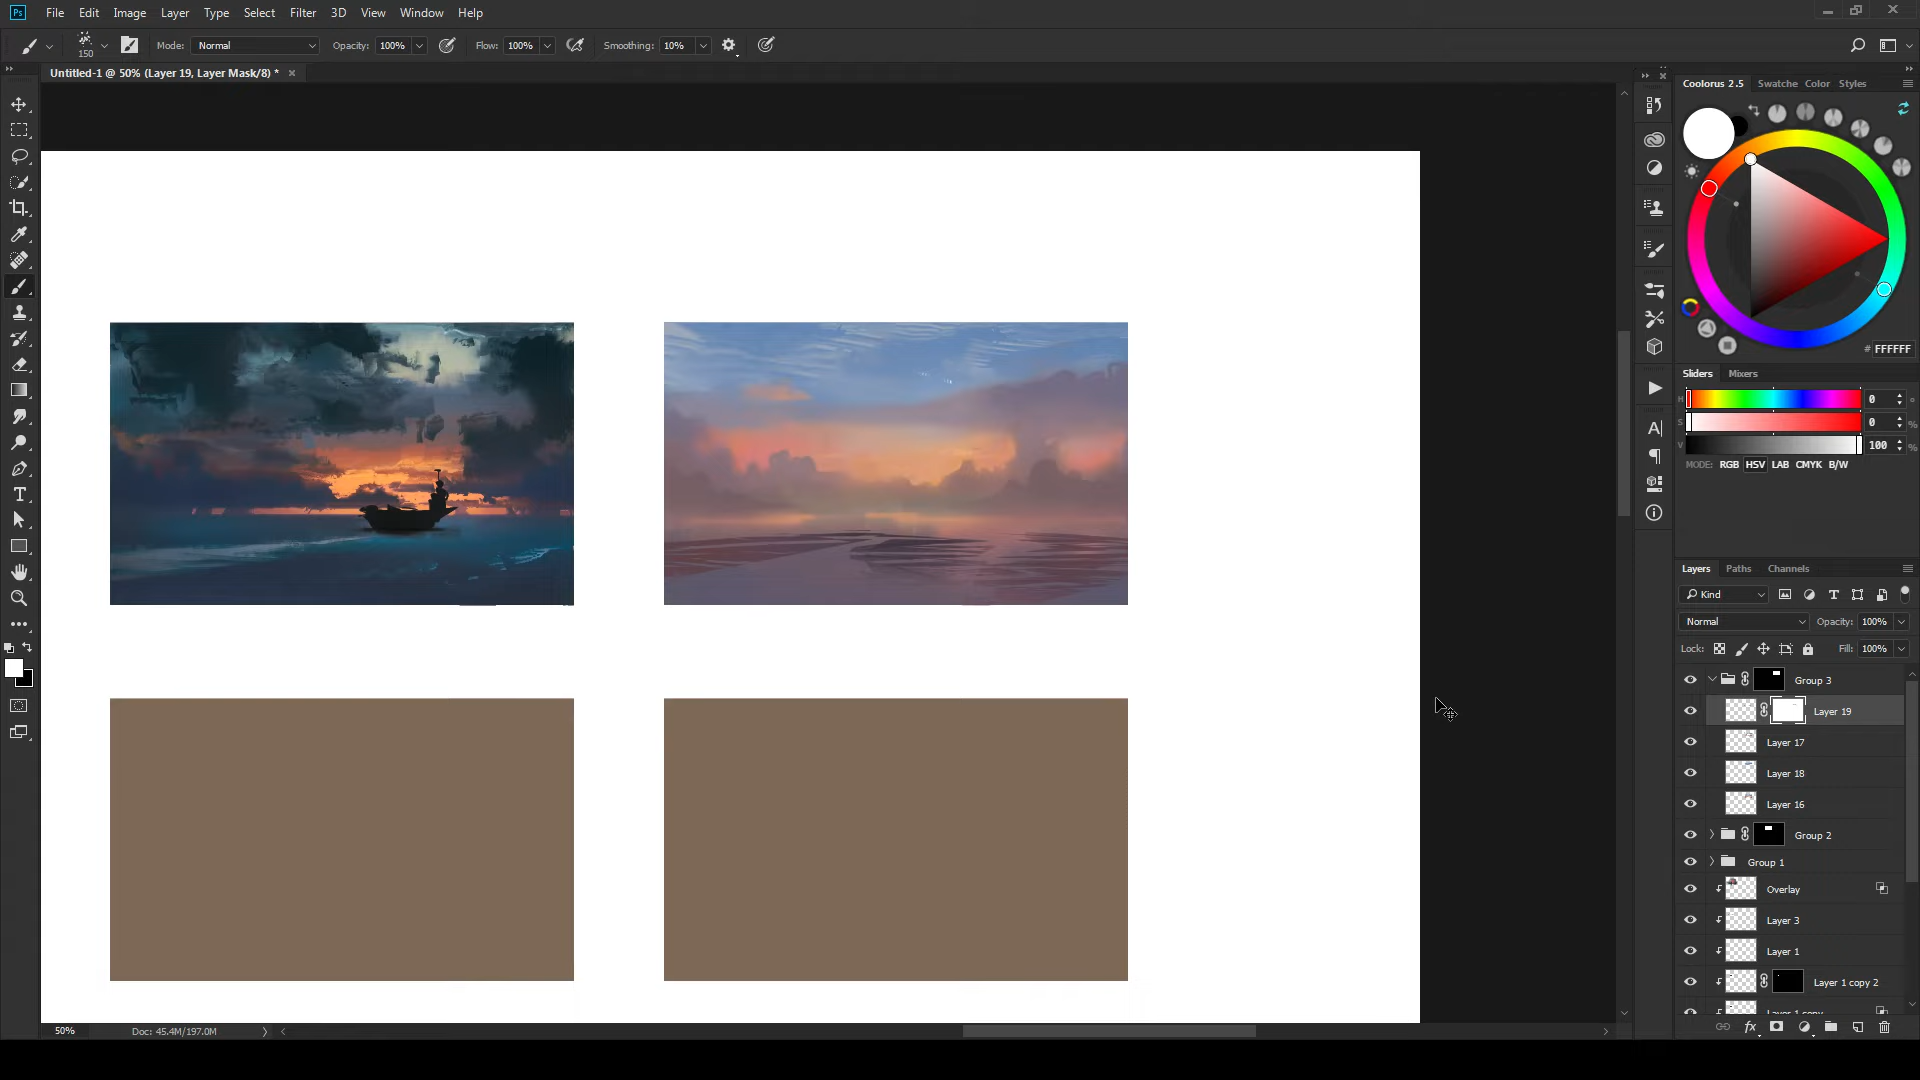 Ps File Edit Image Layer Type Select Filter 3D View Window Help
150 Mode: Normal Opacity: 100% Flow: 100% Smoothing: 10%
Untitled-1 @ 50% (Layer 19, Layer Mask/8) * ×
Coolorus 2.5 Swatche Color Styles
# FFFFFF
Sliders Mixers
H 0 °
S 0 %
V 100 %
MODE: RGB HSV LAB CMYK B/W
Layers Paths Channels
Kind
Normal Opacity: 100%
Lock: Fill: 100%
Group 3
Layer 19
Layer 17
Layer 18
Layer 16
Group 2
Group 1
Overlay
Layer 3
Layer 1
Layer 1 copy 2
Layer 1 copy
50% Doc: 45.4M/197.0M